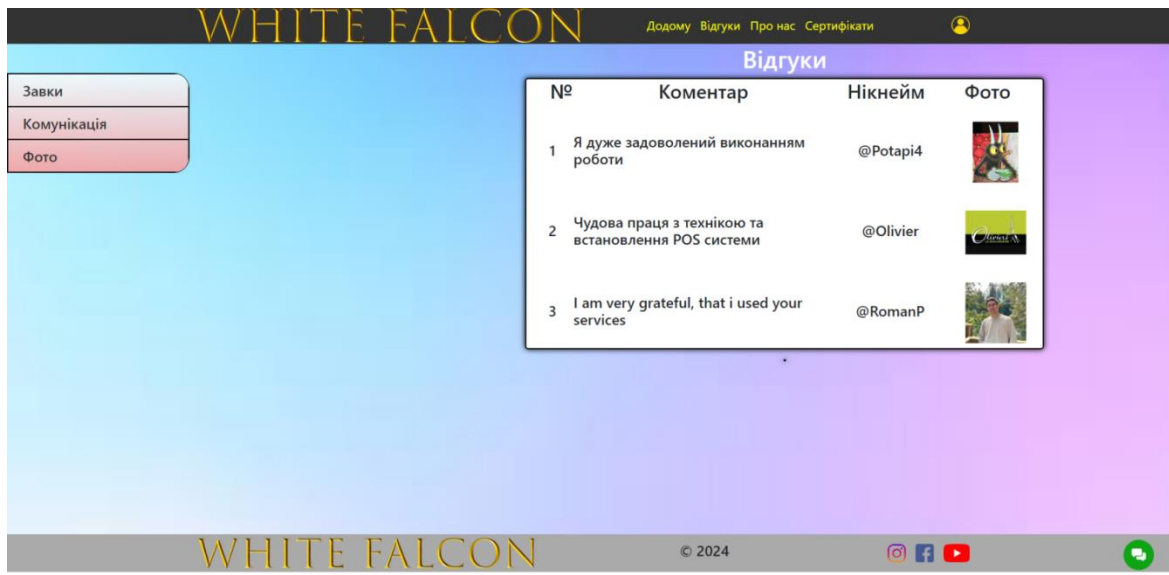 WHITE FALCON
Додому Відгуки Про нас Сертифікати
Відгуки
Завки
Комунікація
Фото
№ Коментар Нікнейм Фото
1 Я дуже задоволений виконанням
роботи
@Potapi4
2 Чудова праця з технікою та
встановлення POS системи
@Olivier
3 I am very grateful, that i used your
services
@RomanP
WHITE FALCON
© 2024